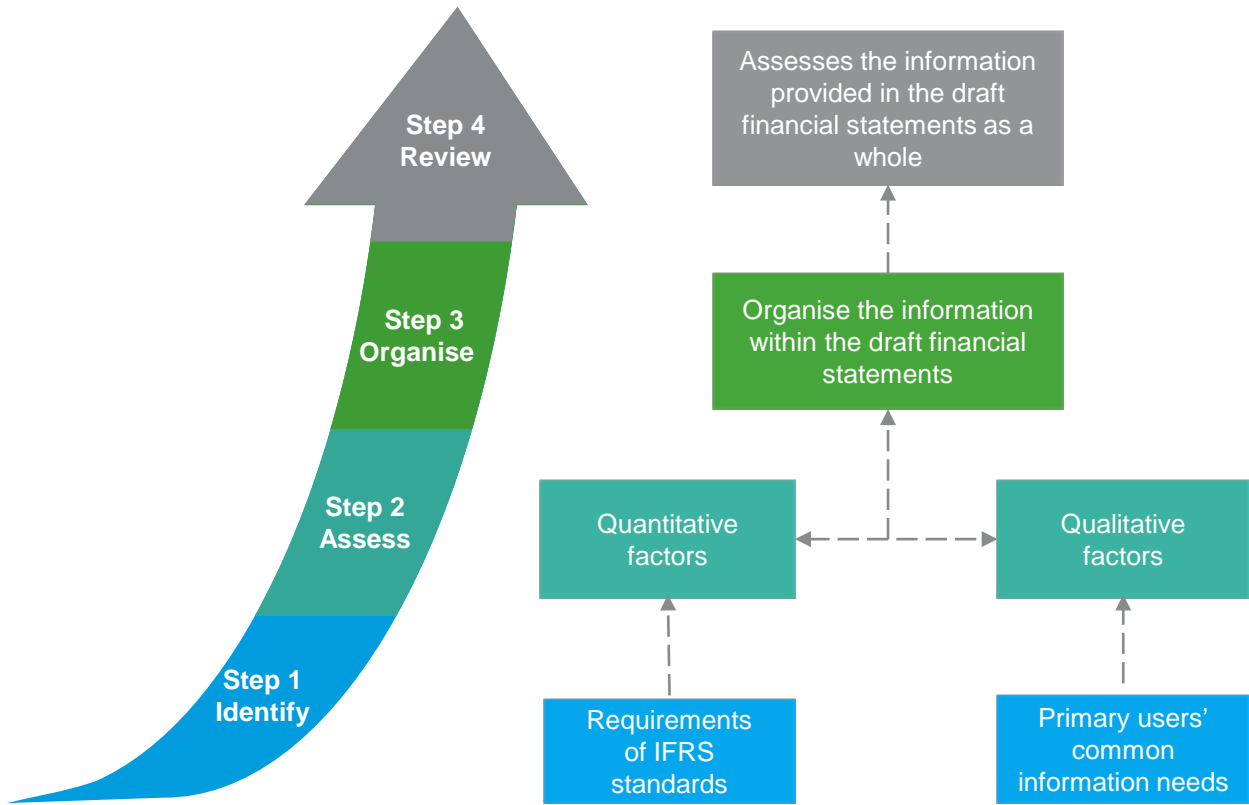 Step 4
Review
Step 3
Organise
Step 2
Assess
Step 1
Identify
Assesses the information
provided in the draft
financial statements as a
whole
Organise the information
within the draft financial
statements
Quantitative
factors
Qualitative
factors
Requirements
of IFRS
standards
Primary users’
common
information needs